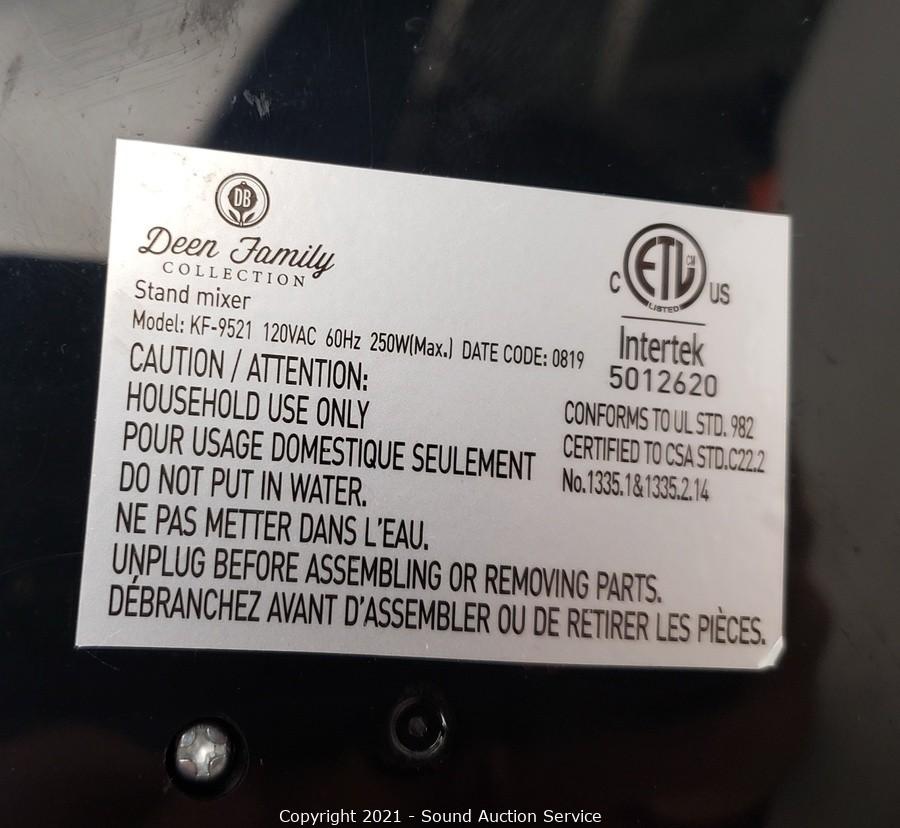 DB
Deen Family
COLLECTION
Stand mixer
Model: KF-9521 120VAC 60Hz 250W(Max.) DATE CODE: 0819
CAUTION / ATTENTION:
HOUSEHOLD USE ONLY
POUR USAGE DOMESTIQUE SEULEMENT
DO NOT PUT IN WATER.
NE PAS METTER DANS L'EAU.
UNPLUG BEFORE ASSEMBLING OR REMOVING PARTS.
DÉBRANCHEZ AVANT D'ASSEMBLER OU DE RETIRER LES PIÈCES.
ETL CM
C US
LISTED
Intertek
5012620
CONFORMS TO UL STD. 982
CERTIFIED TO CSA STD.C22.2
No.1335.1&1335.2.14
Copyright 2021 - Sound Auction Service